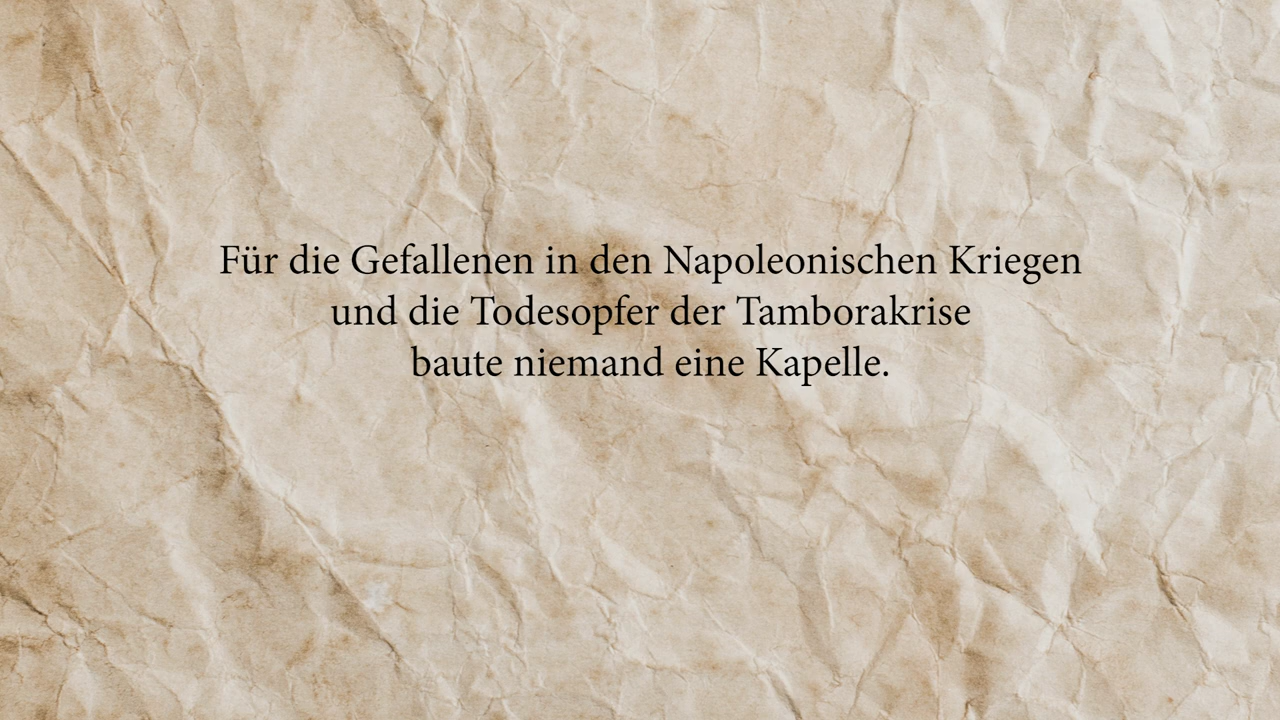 Für die Gefallenen in den Napoleonischen Kriegen
und die Todesopfer der Tamborakrise
baute niemand eine Kapelle.